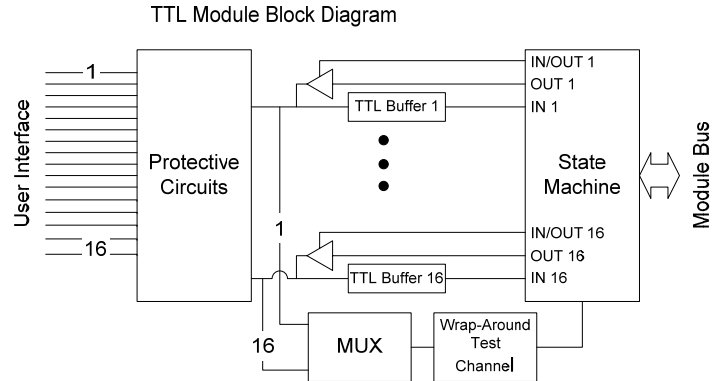 TTL Module Block Diagram
User Interface
1
16
Protective
Circuits
IN/OUT 1
OUT 1
TTL Buffer 1
IN 1
State
Machine
Module Bus
1
IN/OUT 16
OUT 16
TTL Buffer 16
IN 16
16
MUX
Wrap-Around
Test
Channel